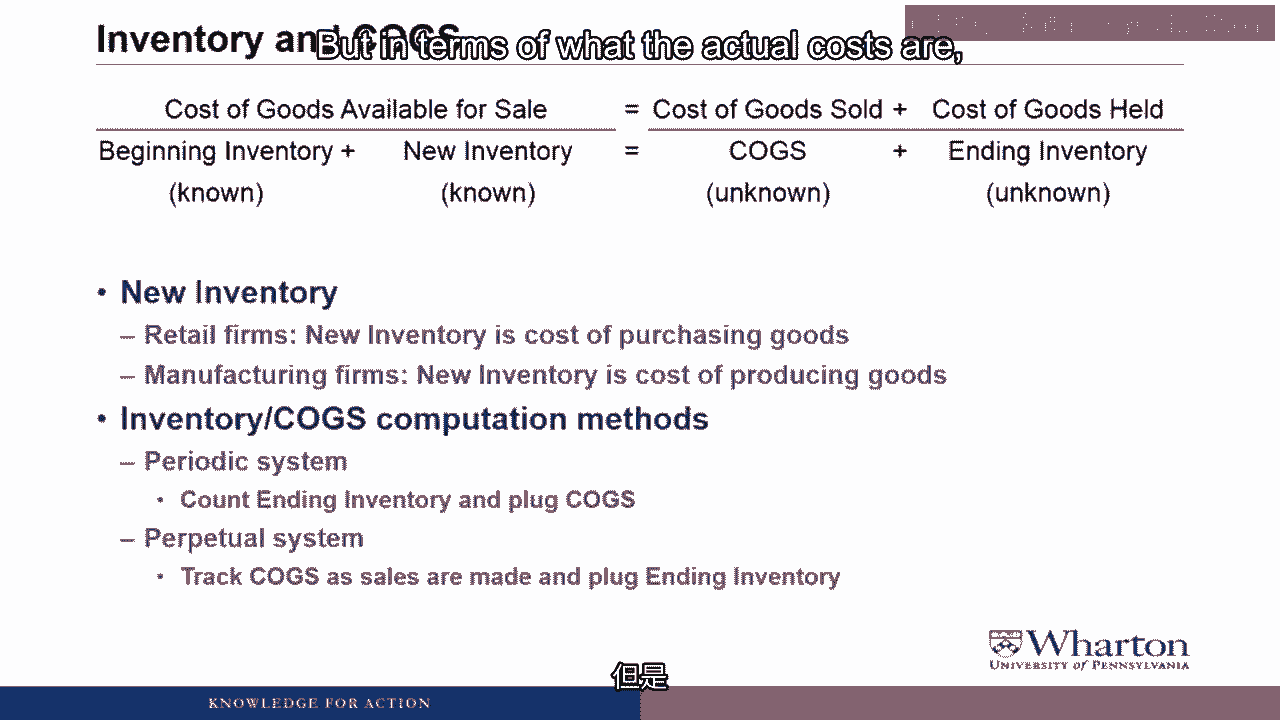 Inventory and COGS
But in terms of what the actual costs are,
Cost of Goods Available for Sale = Cost of Goods Sold + Cost of Goods Held
Beginning Inventory + New Inventory = COGS + Ending Inventory
(known) (known) (unknown) (unknown)
• New Inventory
– Retail firms: New Inventory is cost of purchasing goods
– Manufacturing firms: New Inventory is cost of producing goods
• Inventory/COGS computation methods
– Periodic system
• Count Ending Inventory and plug COGS
– Perpetual system
• Track COGS as sales are made and plug Ending Inventory
Wharton
UNIVERSITY of PENNSYLVANIA
但是
KNOWLEDGE FOR ACTION